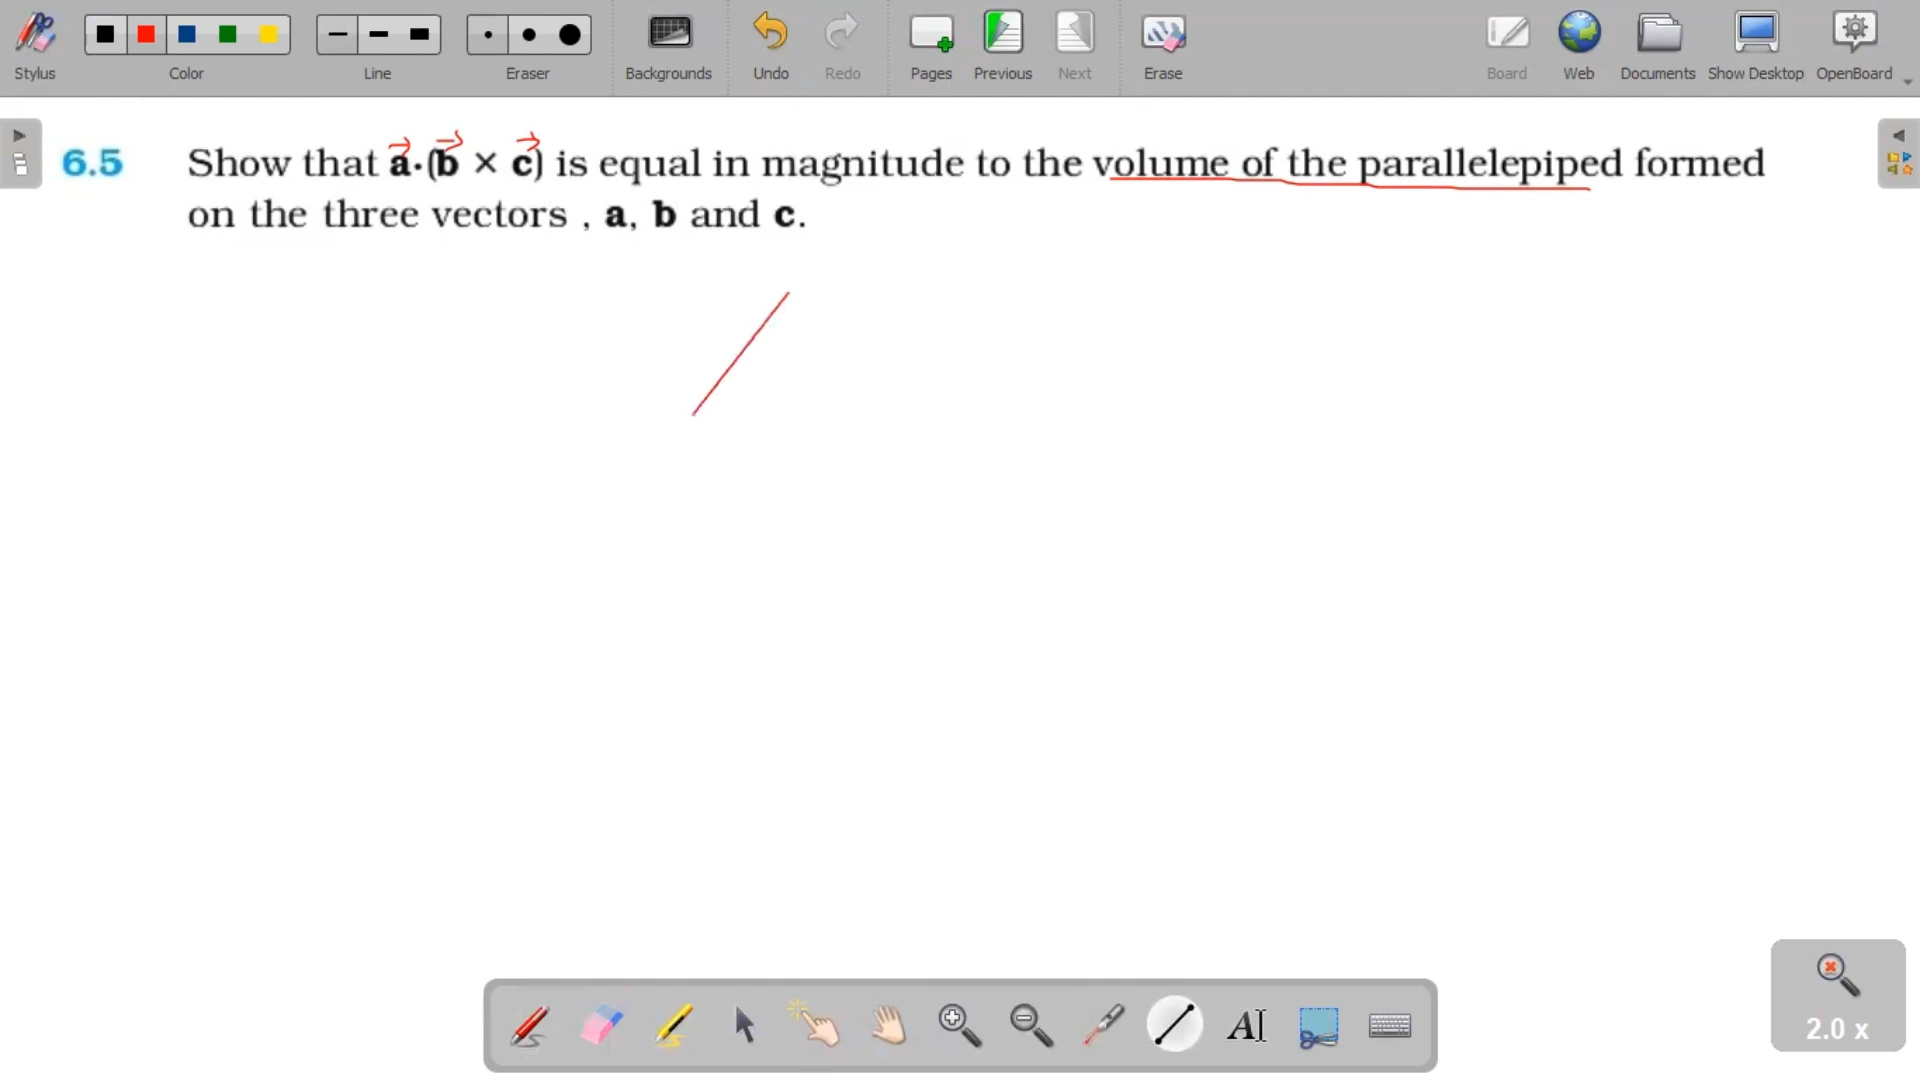 Stylus Color Line Eraser Backgrounds Undo Redo Pages Previous Next Erase Board Web Documents Show Desktop OpenBoard
6.5 Show that a⃗·(b⃗ × c⃗) is equal in magnitude to the volume of the parallelepiped formed
on the three vectors , a, b and c.
2.0 x